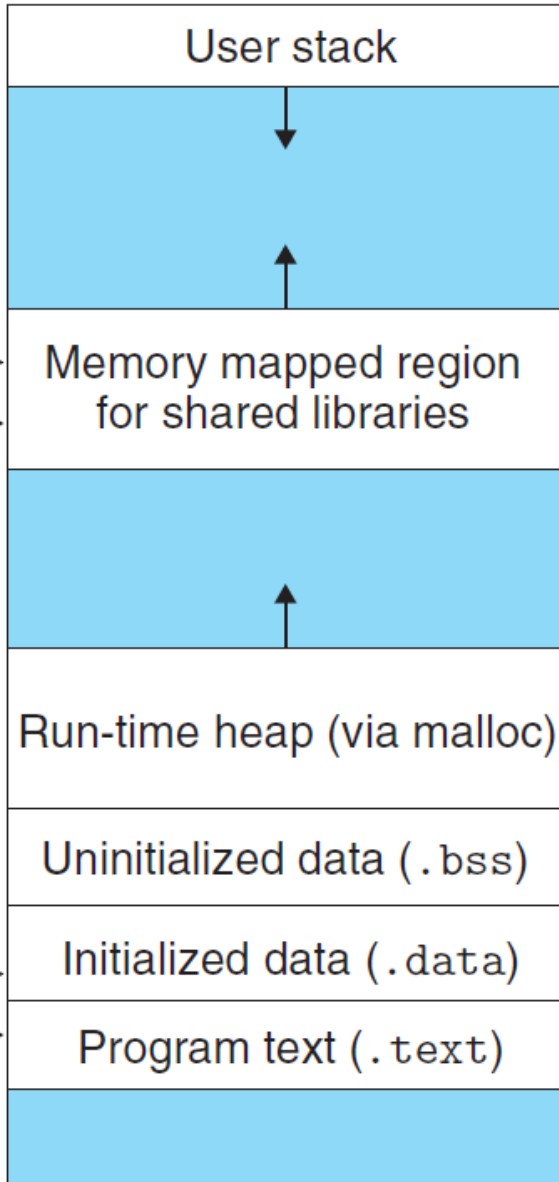 User stack
Memory mapped region
for shared libraries
Run-time heap (via malloc)
Uninitialized data (.bss)
Initialized data (.data)
Program text (.text)